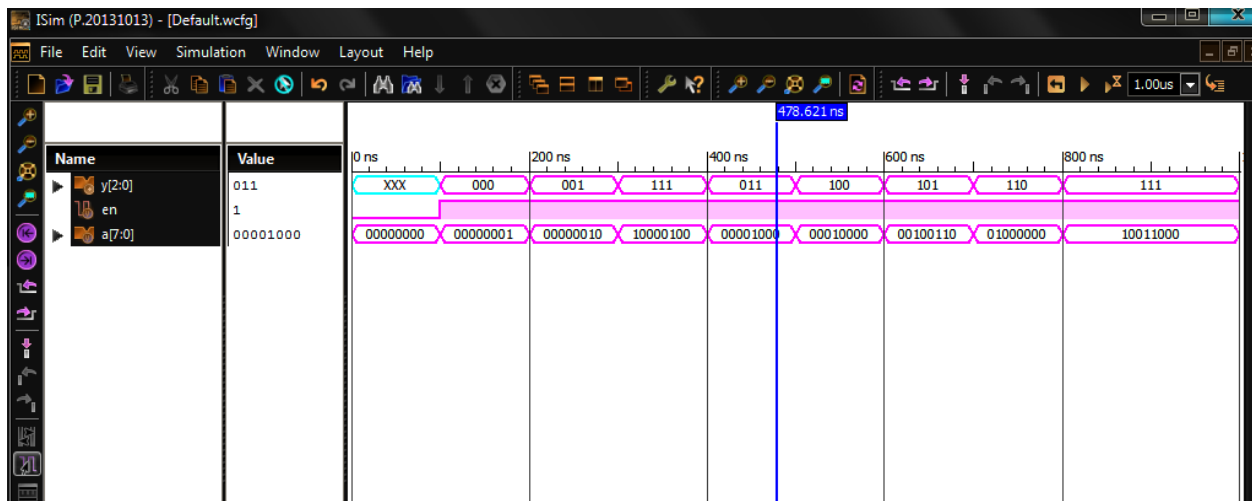 ISim (P.20131013) - [Default.wcfg]
File Edit View Simulation Window Layout Help
1.00us
478.621 ns
Name Value 0 ns 200 ns 400 ns 600 ns 800 ns
y[2:0] 011 XXX 000 001 111 011 100 101 110 111
en 1
a[7:0] 00001000 00000000 00000001 00000010 10000100 00001000 00010000 00100110 01000000 10011000